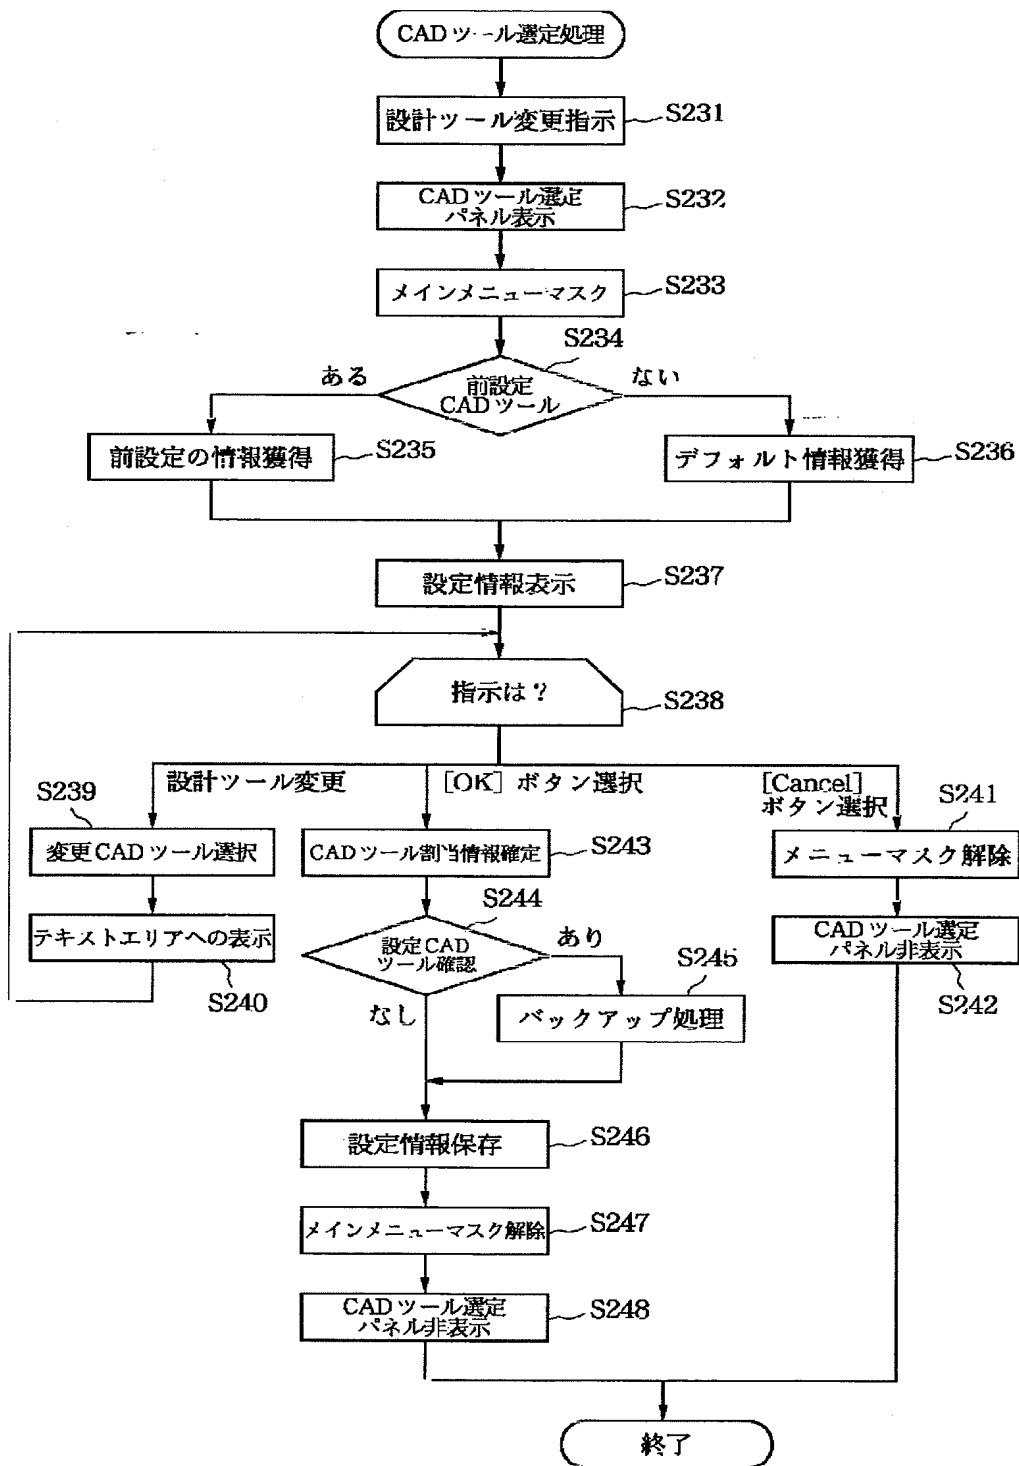 CADツール選定処理
設計ツール変更指示
S231
CADツール選定
パネル表示
S232
メインメニューマスク
S233
S234
ある
前設定
CADツール
ない
前設定の情報獲得
S235
デフォルト情報獲得
S236
設定情報表示
S237
指示は?
S238
設計ツール変更
[OK] ボタン選択
[Cancel]
ボタン選択
S239
変更CADツール選択
テキストエリアへの表示
S240
CADツール割当情報確定
S243
S244
設定CAD
ツール確認
あり
なし
S245
バックアップ処理
S241
メニューマスク解除
CADツール選定
パネル非表示
S242
設定情報保存
S246
メインメニューマスク解除
S247
CADツール選定
パネル非表示
S248
終了